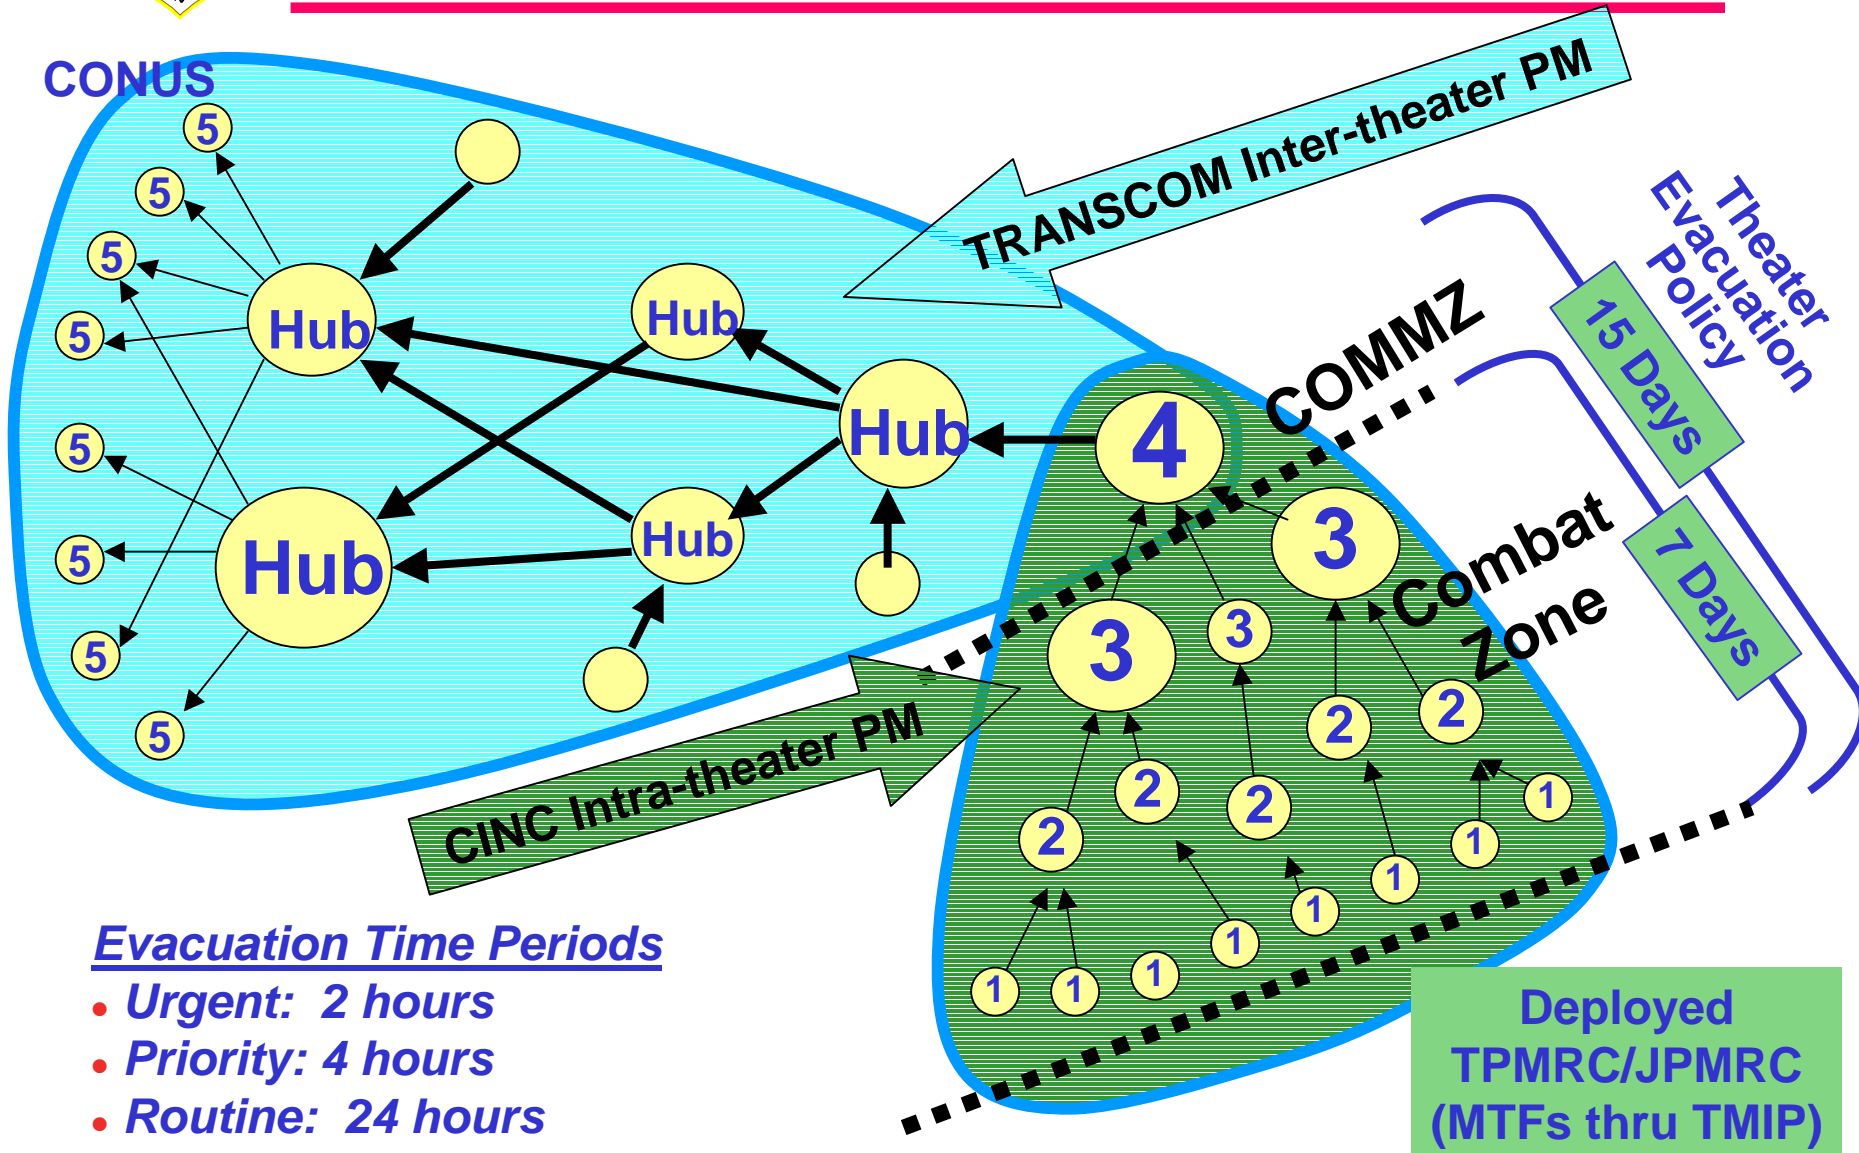 CONUS
TRANSCOM Inter-theater PM
Theater
Evacuation
Policy
15 Days
7 Days
COMMZ
Combat
Zone
5
5
5
5
5
5
5
5
Hub
Hub
Hub
Hub
Hub
4
3
3
3
2
2
2
2
2
1
1
1
1
1
1
1
1
CINC Intra-theater PM
Evacuation Time Periods
• Urgent: 2 hours
• Priority: 4 hours
• Routine: 24 hours
Deployed
TPMRC/JPMRC
(MTFs thru TMIP)